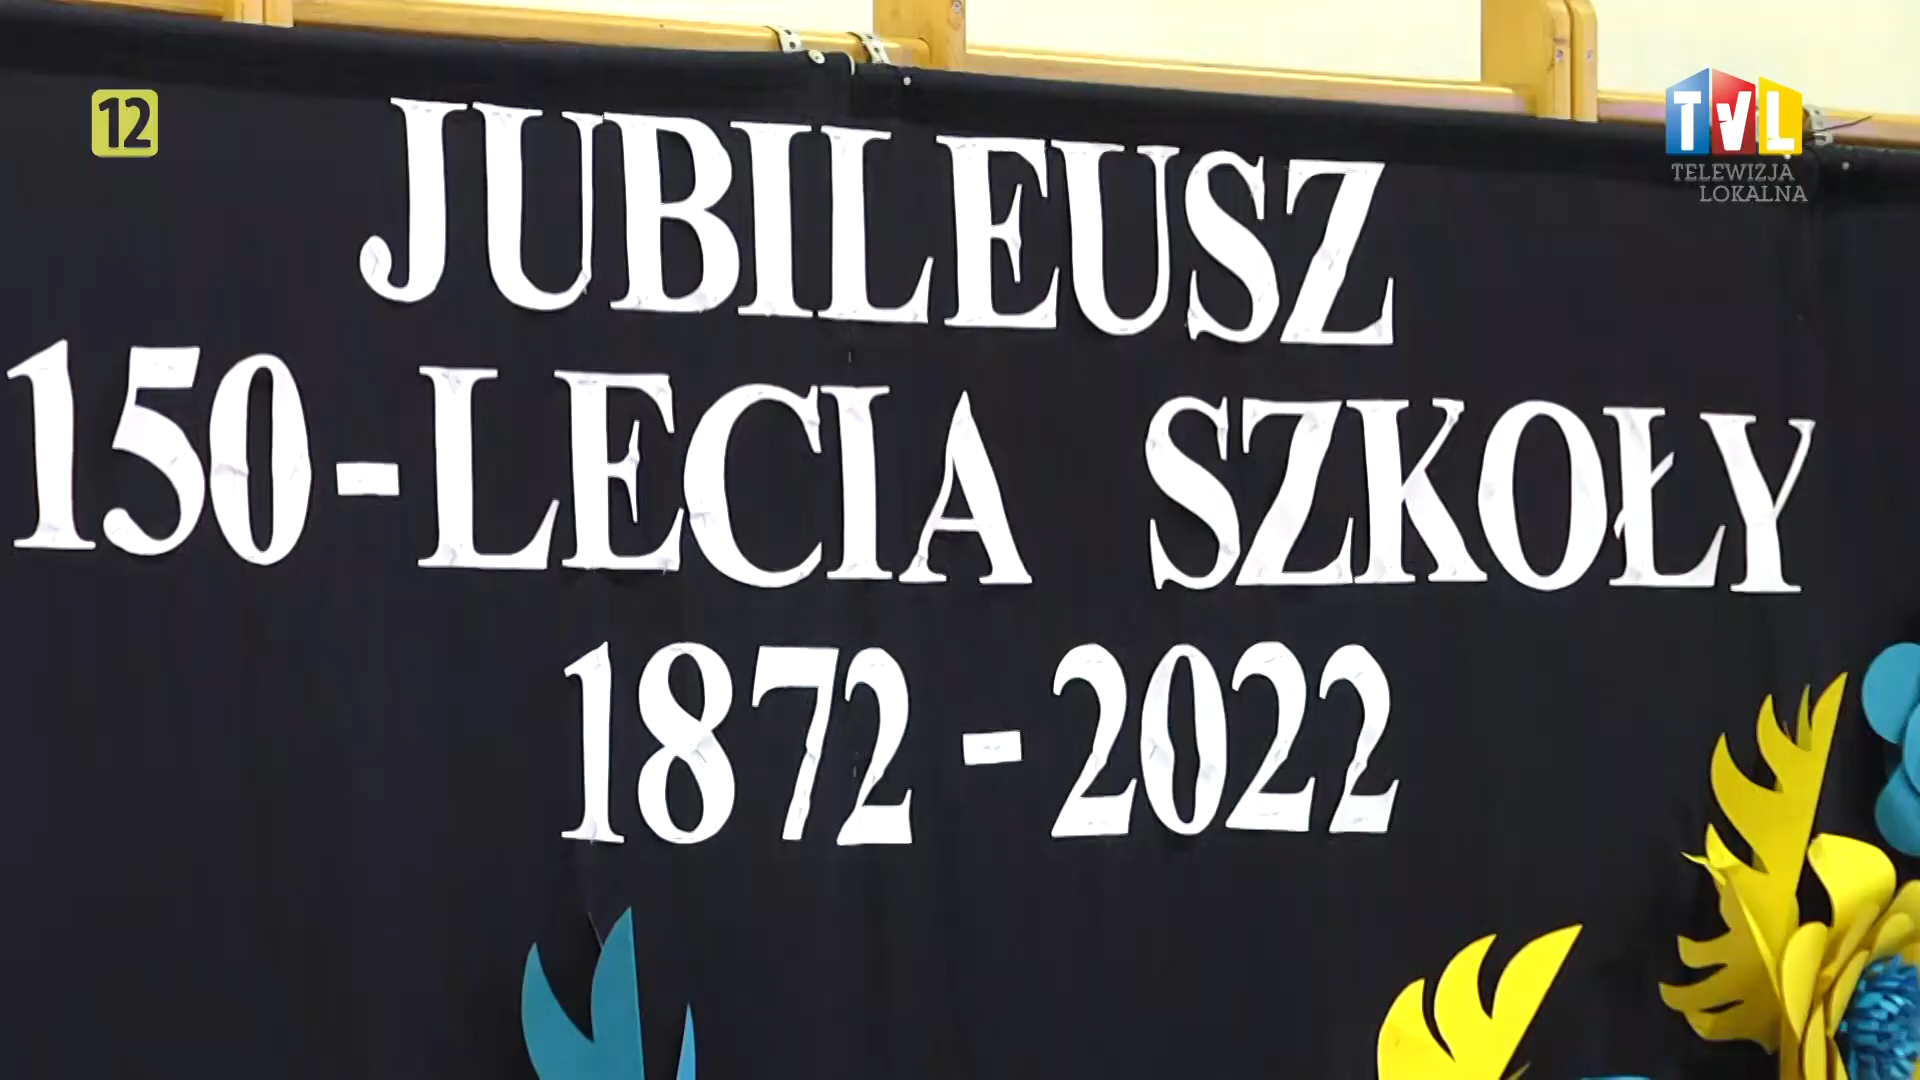 12
TVL
TELEWIZJA
LOKALNA
JUBILEUSZ
150-LECIA SZKOŁY
1872-2022